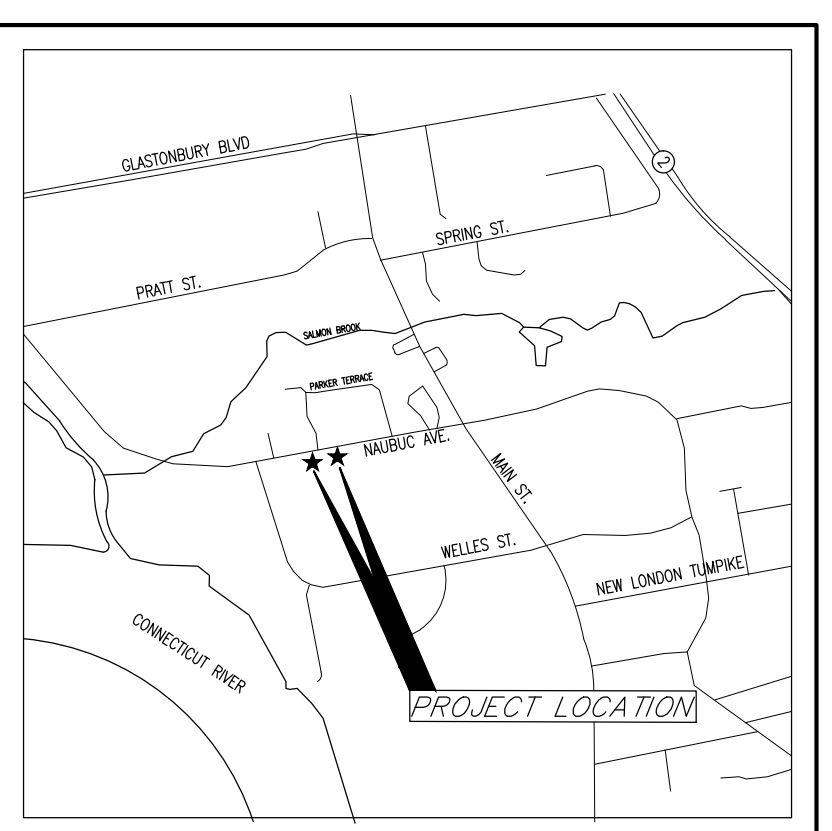 GLASTONBURY BLVD
2
SPRING ST.
PRATT ST.
SALMON BROOK
PARKER TERRACE
NAUBUC AVE.
MAIN ST.
WELLES ST.
NEW LONDON TUMPIKE
CONNECTICUT RIVER
PROJECT LOCATION